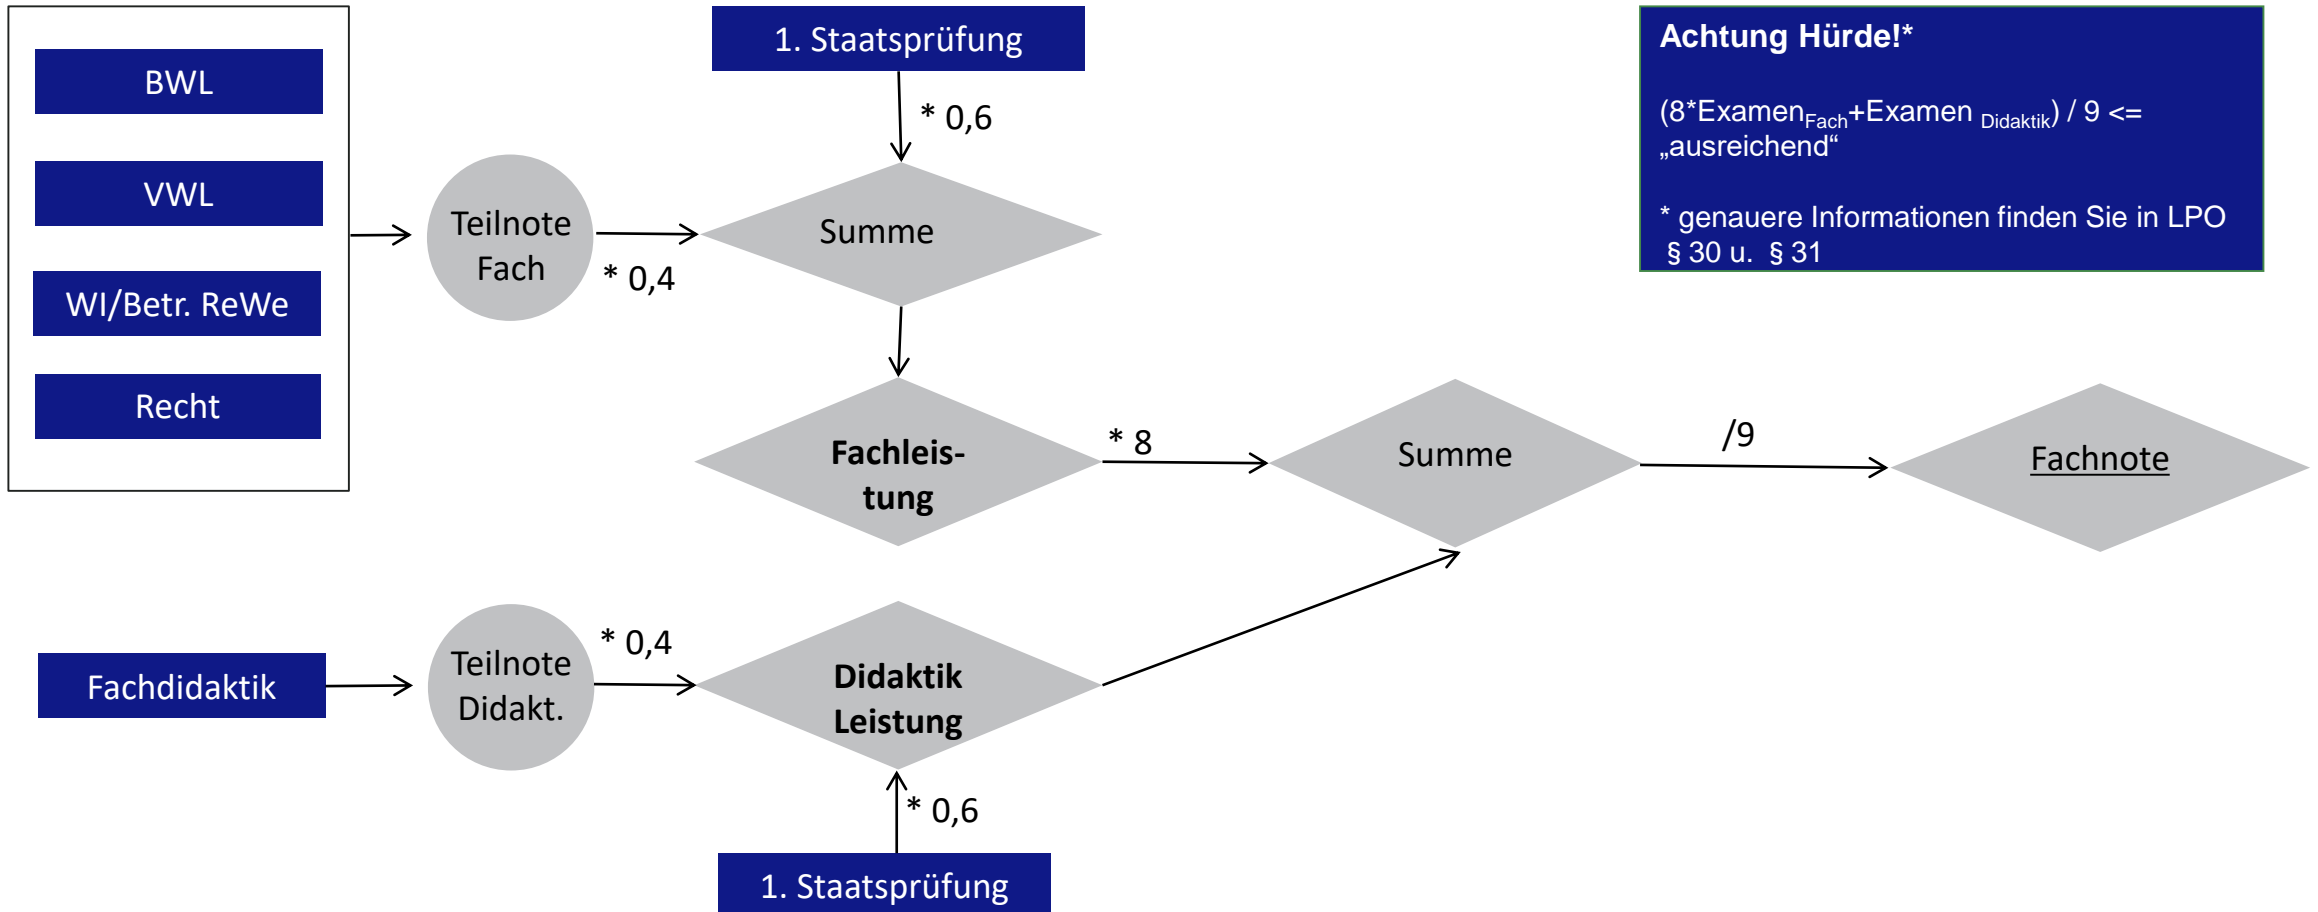 BWL
VWL
WI/Betr. ReWe
Recht
Teilnote
Fach
* 0,4
1. Staatsprüfung
* 0,6
Summe
Achtung Hürde!*
(8*Examen Fach+Examen Didaktik) / 9 <=
„ausreichend“
* genauere Informationen finden Sie in LPO
§ 30 u. § 31
Fachleis-
tung
* 8
Summe
/9
Fachnote
Fachdidaktik
Teilnote
Didakt.
* 0,4
Didaktik
Leistung
* 0,6
1. Staatsprüfung